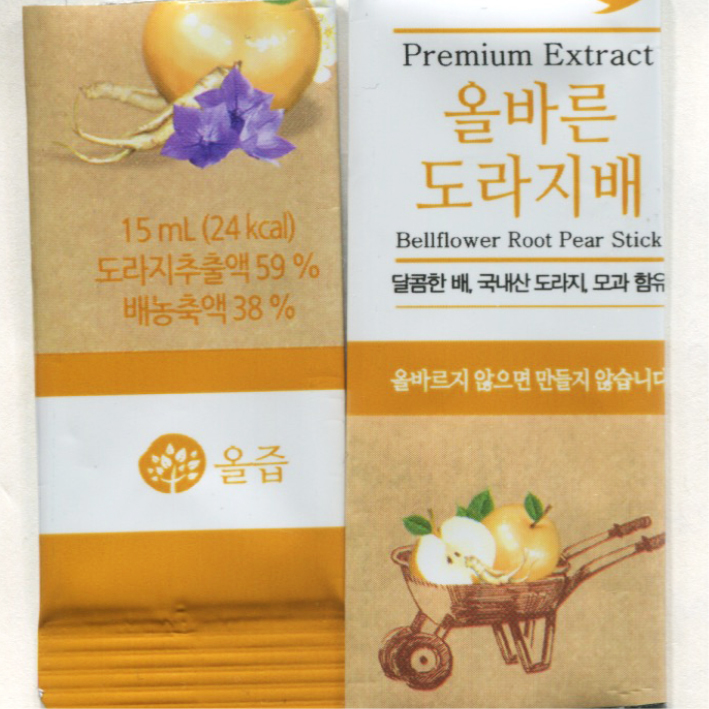 15 mL (24 kcal)
도라지추출액 59 %
배농축액 38 %
올즙
Premium Extract
올바른
도라지배
Bellflower Root Pear Stick
달콤한 배, 국내산 도라지, 모과 함유
올바르지 않으면 만들지 않습니다